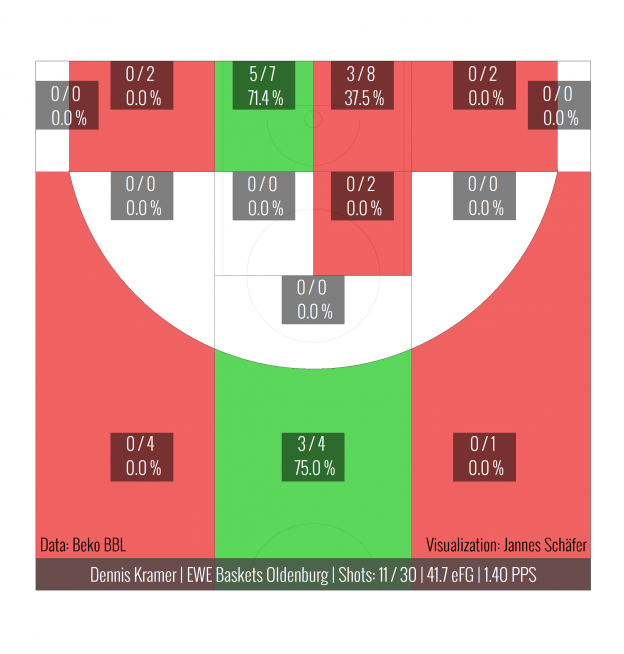 0 / 2
5 / 7
3 / 8
0 / 2
0.0 %
71.4 %
37.5 %
0.0 %
0 / 0
0.0 %
0 / 0
0.0 %
0 / 0
0.0 %
0 / 0
0.0 %
0 / 2
0.0 %
0 / 0
0.0 %
0 / 0
0.0 %
0 / 4
0.0 %
3 / 4
75.0 %
0 / 1
0.0 %
Data: Beko BBL
Visualization: Jannes Schäfer
Dennis Kramer | EWE Baskets Oldenburg | Shots: 11 / 30 | 41.7 eFG | 1.40 PPS